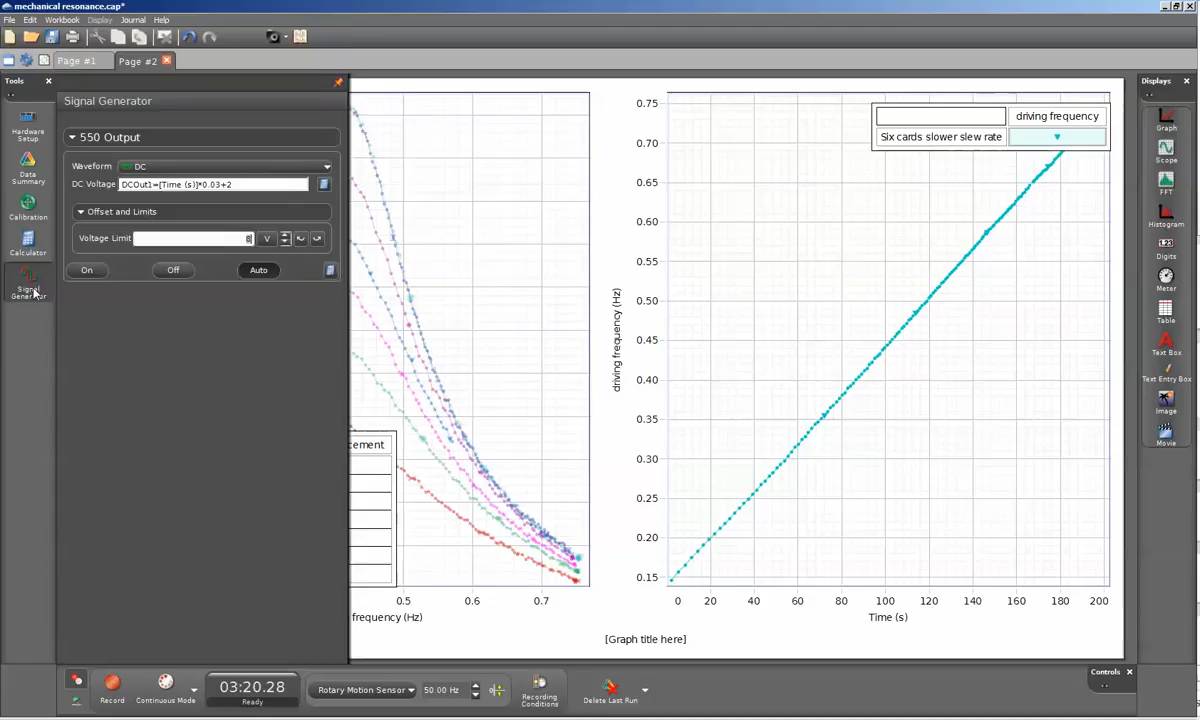 mechanical resonance.cap*
File Edit Workbook Display Journal Help
Page #1 Page #2
Tools
Hardware
Setup
Data
Summary
Calibration
Calculator
Signal
Generator
Signal Generator
550 Output
Waveform DC
DC Voltage DCOut1=[Time (s)]*0.03+2
Offset and Limits
Voltage Limit 8 V
On Off Auto
cement
0.5 0.6 0.7
frequency (Hz)
driving frequency
Six cards slower slew rate
0.75
0.70
0.65
0.60
0.55
0.50
0.45
0.40
0.35
0.30
0.25
0.20
0.15
driving frequency (Hz)
0 20 40 60 80 100 120 140 160 180 200
Time (s)
[Graph title here]
Displays
Graph
Scope
FFT
Histogram
1.23
Digits
Meter
Table
Text Box
Text Entry Box
Image
Movie
Record
Continuous Mode
03:20.28
Ready
Rotary Motion Sensor 50.00 Hz
Recording
Conditions
Delete Last Run
Controls